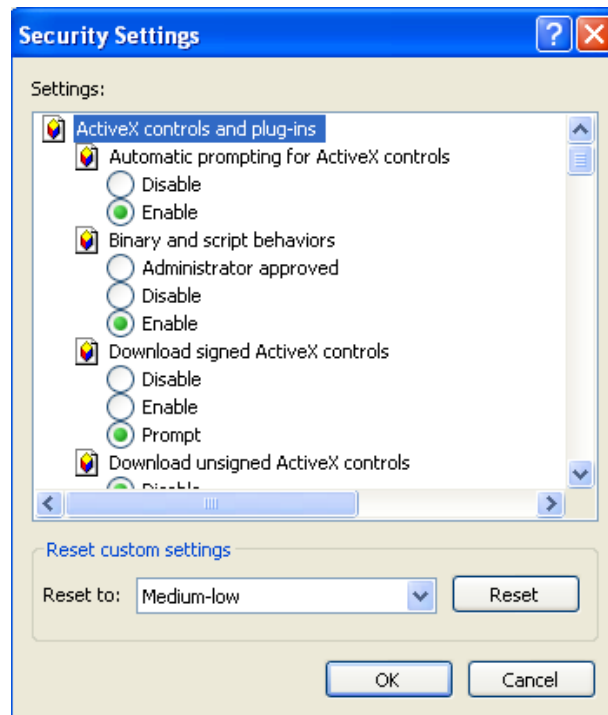 Security Settings
Settings:
ActiveX controls and plug-ins
Automatic prompting for ActiveX controls
Disable
Enable
Binary and script behaviors
Administrator approved
Disable
Enable
Download signed ActiveX controls
Disable
Enable
Prompt
Download unsigned ActiveX controls
Disable
Reset custom settings
Reset to: Medium-low Reset
OK Cancel